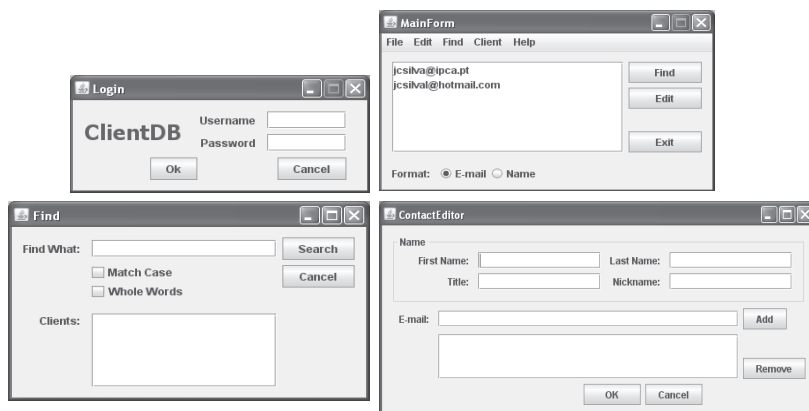 Login
ClientDB
Username
Password
Ok
Cancel
MainForm
File Edit Find Client Help
jcsilva@ipca.pt
jcsilval@hotmail.com
Find
Edit
Exit
Format: E-mail Name
Find
Find What:
Search
Match Case
Cancel
Whole Words
Clients:
ContactEditor
Name
First Name: Last Name:
Title: Nickname:
E-mail: Add
Remove
OK Cancel